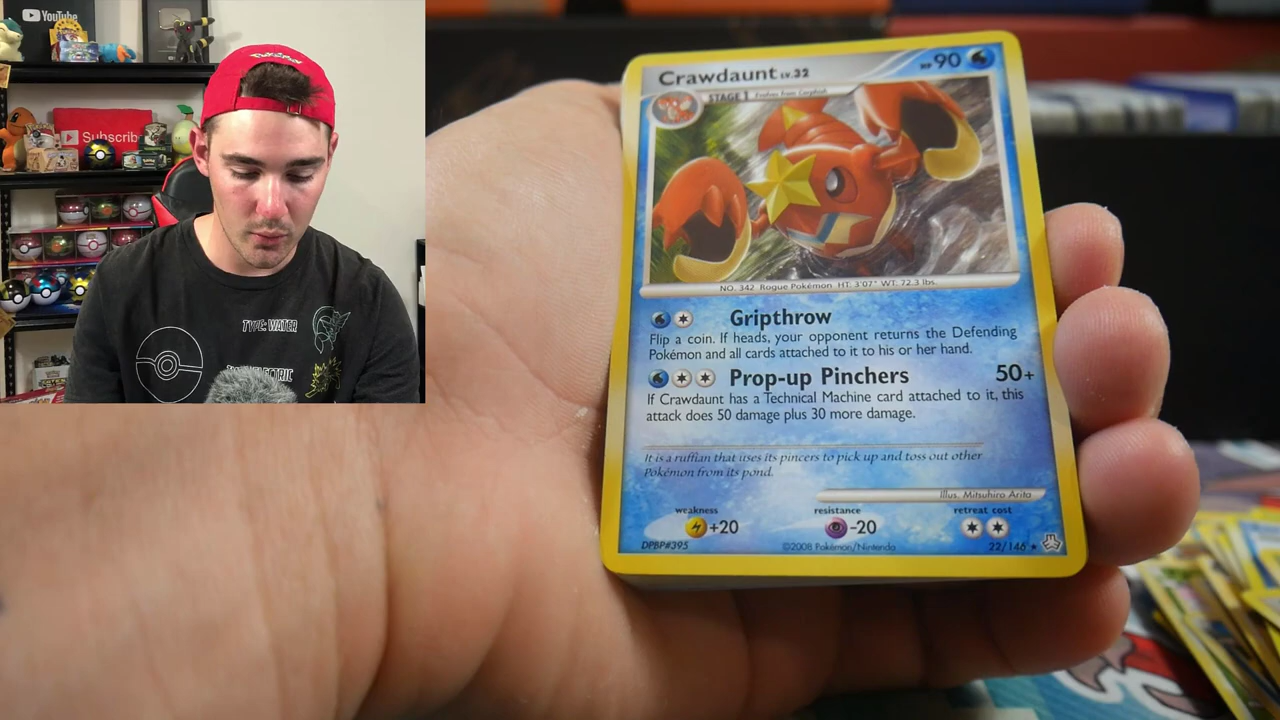 YouTube
Pokémon
Subscrib
TYPE: WATER
Crawdaunt LV.32
HP 90
STAGE 1 Evolves from Corphish
NO. 342 Rogue Pokémon HT: 3'07" WT: 72.3 lbs.
Gripthrow
Flip a coin. If heads, your opponent returns the Defending
Pokémon and all cards attached to it to his or her hand.
Prop-up Pinchers 50+
If Crawdaunt has a Technical Machine card attached to it, this
attack does 50 damage plus 30 more damage.
It is a ruffian that uses its pincers to pick up and toss out other
Pokémon from its pond.
Illus. Mitsuhiro Arita
weakness resistance retreat cost
+20 -20
DPBP#395 ©2008 Pokémon/Nintendo 22/146 ★